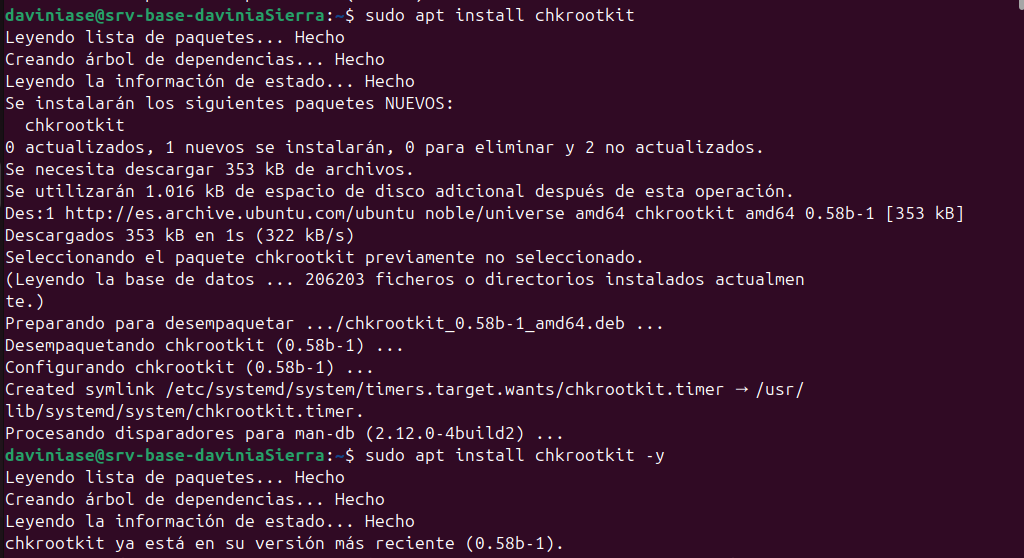 daviniase@srv-base-daviniaSierra:~$ sudo apt install chkrootkit
Leyendo lista de paquetes... Hecho
Creando árbol de dependencias... Hecho
Leyendo la información de estado... Hecho
Se instalarán los siguientes paquetes NUEVOS:
  chkrootkit
0 actualizados, 1 nuevos se instalarán, 0 para eliminar y 2 no actualizados.
Se necesita descargar 353 kB de archivos.
Se utilizarán 1.016 kB de espacio de disco adicional después de esta operación.
Des:1 http://es.archive.ubuntu.com/ubuntu noble/universe amd64 chkrootkit amd64 0.58b-1 [353 kB]
Descargados 353 kB en 1s (322 kB/s)
Seleccionando el paquete chkrootkit previamente no seleccionado.
(Leyendo la base de datos ... 206203 ficheros o directorios instalados actualmen
te.)
Preparando para desempaquetar .../chkrootkit_0.58b-1_amd64.deb ...
Desempaquetando chkrootkit (0.58b-1) ...
Configurando chkrootkit (0.58b-1) ...
Created symlink /etc/systemd/system/timers.target.wants/chkrootkit.timer → /usr/
lib/systemd/system/chkrootkit.timer.
Procesando disparadores para man-db (2.12.0-4build2) ...
daviniase@srv-base-daviniaSierra:~$ sudo apt install chkrootkit -y
Leyendo lista de paquetes... Hecho
Creando árbol de dependencias... Hecho
Leyendo la información de estado... Hecho
chkrootkit ya está en su versión más reciente (0.58b-1).